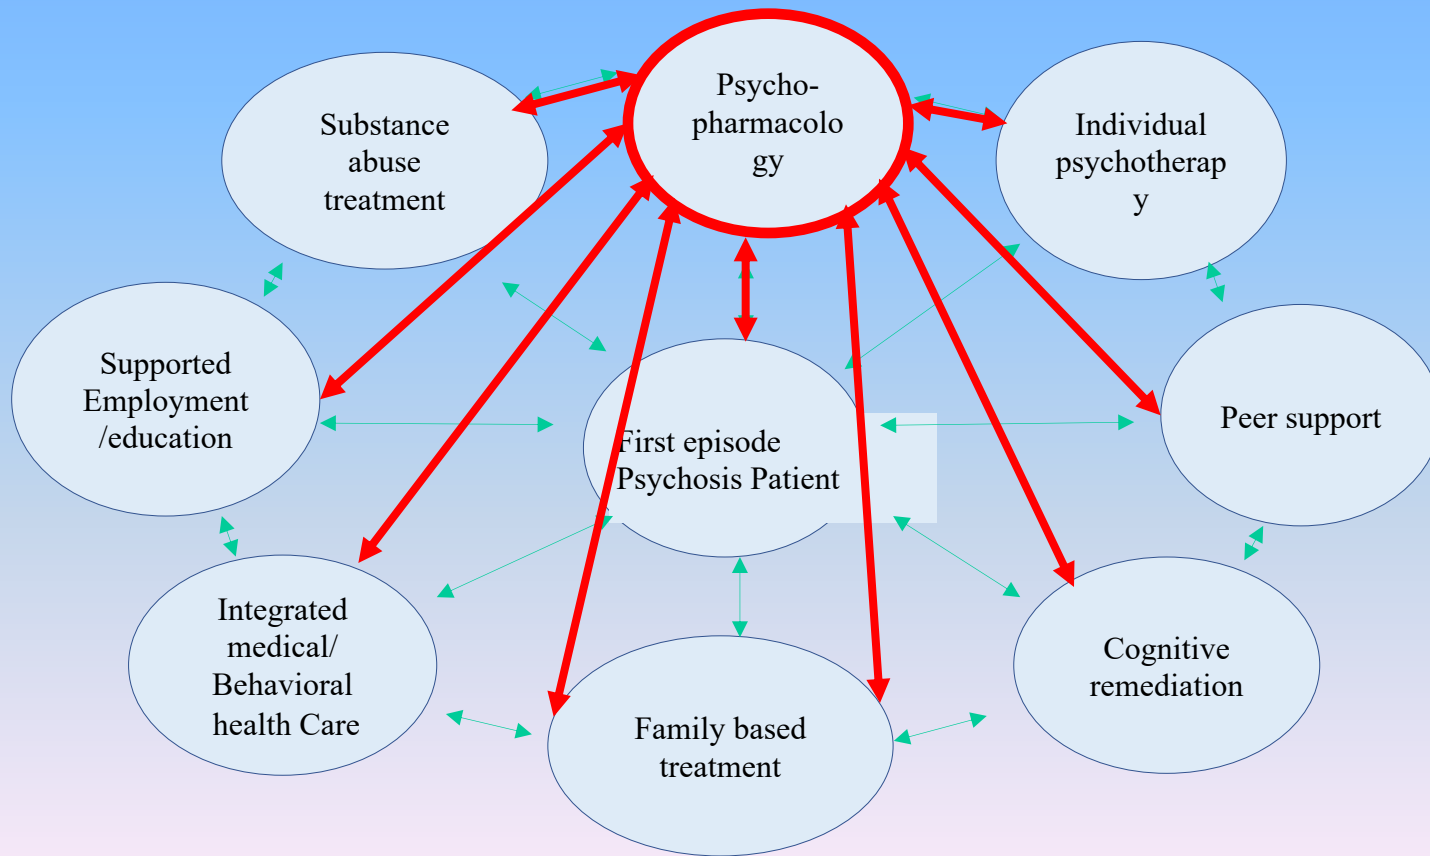 Psycho-
pharmacolo
gy
Substance
abuse
treatment
Individual
psychotherap
y
Supported
Employment
/education
First episode
Psychosis Patient
Peer support
Integrated
medical/
Behavioral
health Care
Family based
treatment
Cognitive
remediation